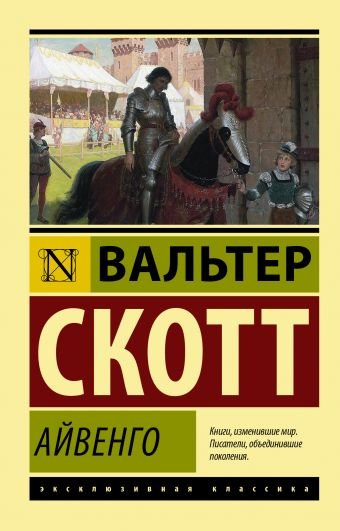 N
ВАЛЬТЕР
СКОТТ
АЙВЕНГО
Книги, изменившие мир.
Писатели, объединившие
поколения.
эксклюзивная классика